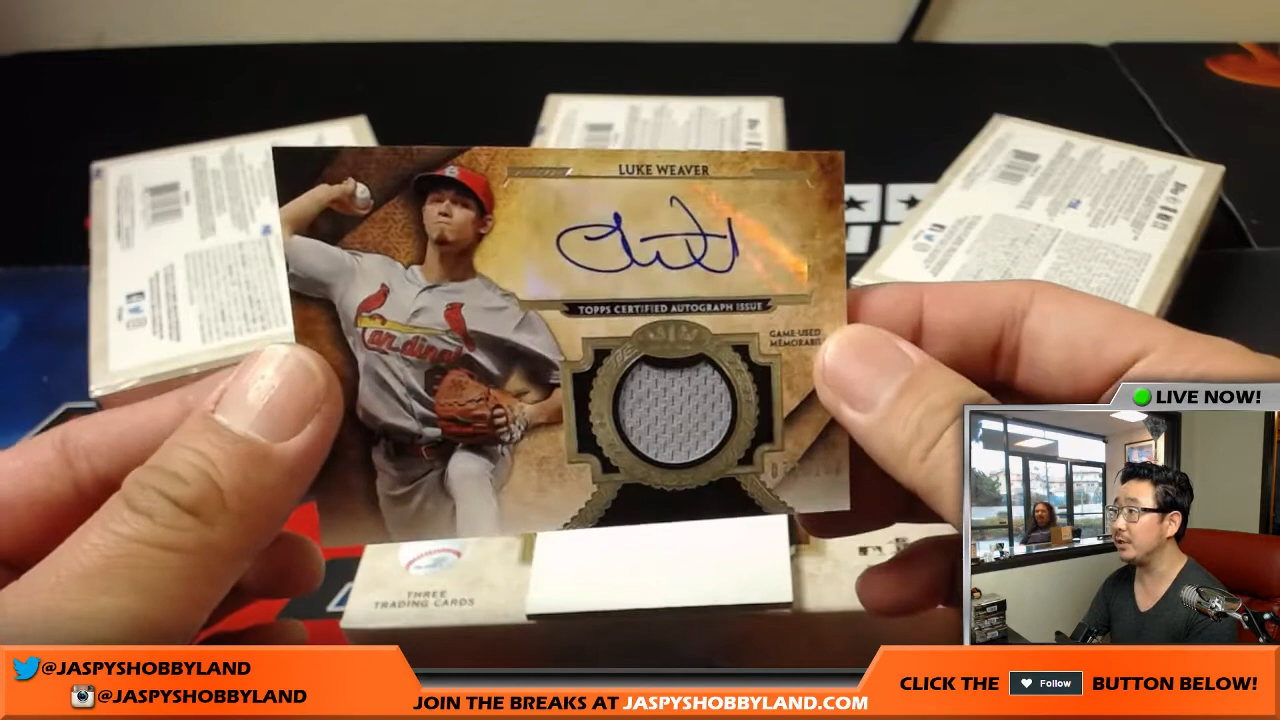 LUKE WEAVER
TOPPS CERTIFIED AUTOGRAPH ISSUE
GAME-USED
Cardinals
THREE
TRADING CARDS
LIVE NOW!
@JASPYSHOBBYLAND
@JASPYSHOBBYLAND
JOIN THE BREAKS AT JASPYSHOBBYLAND.COM
CLICK THE Follow BUTTON BELOW!